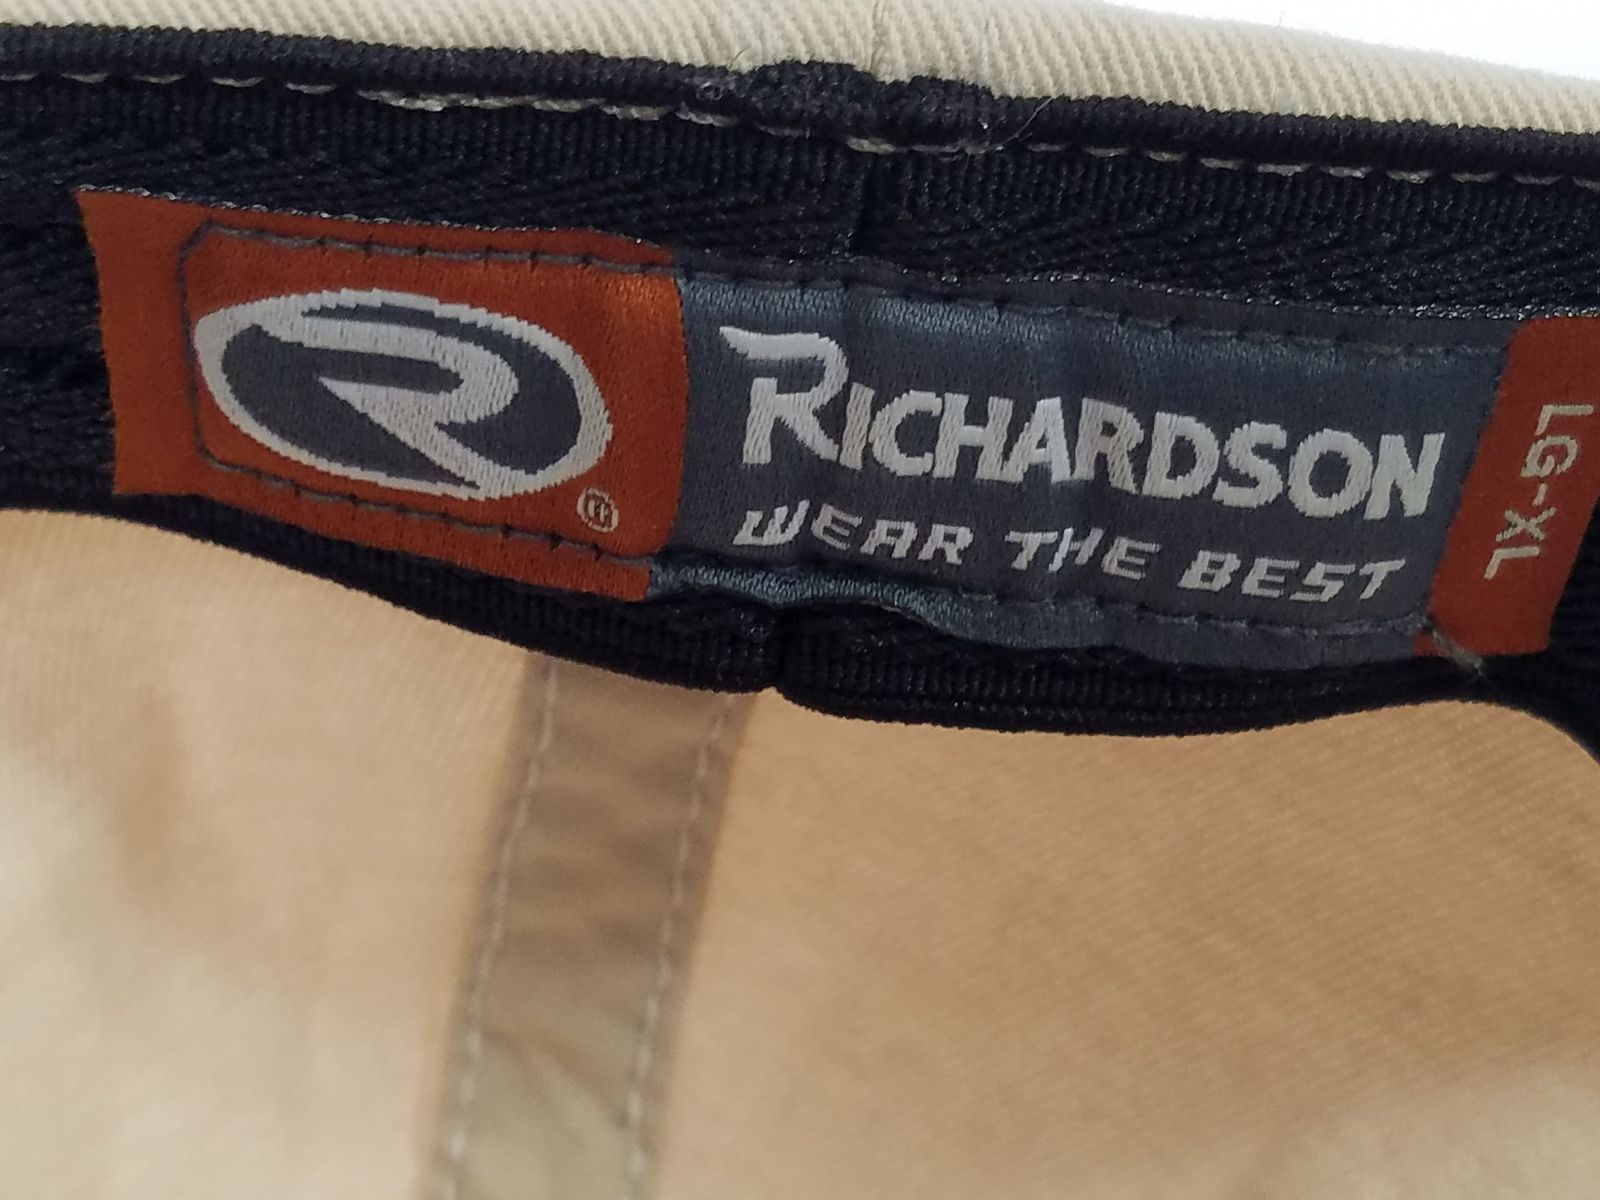 R®
RICHARDSON
WEAR THE BEST
LG-XL